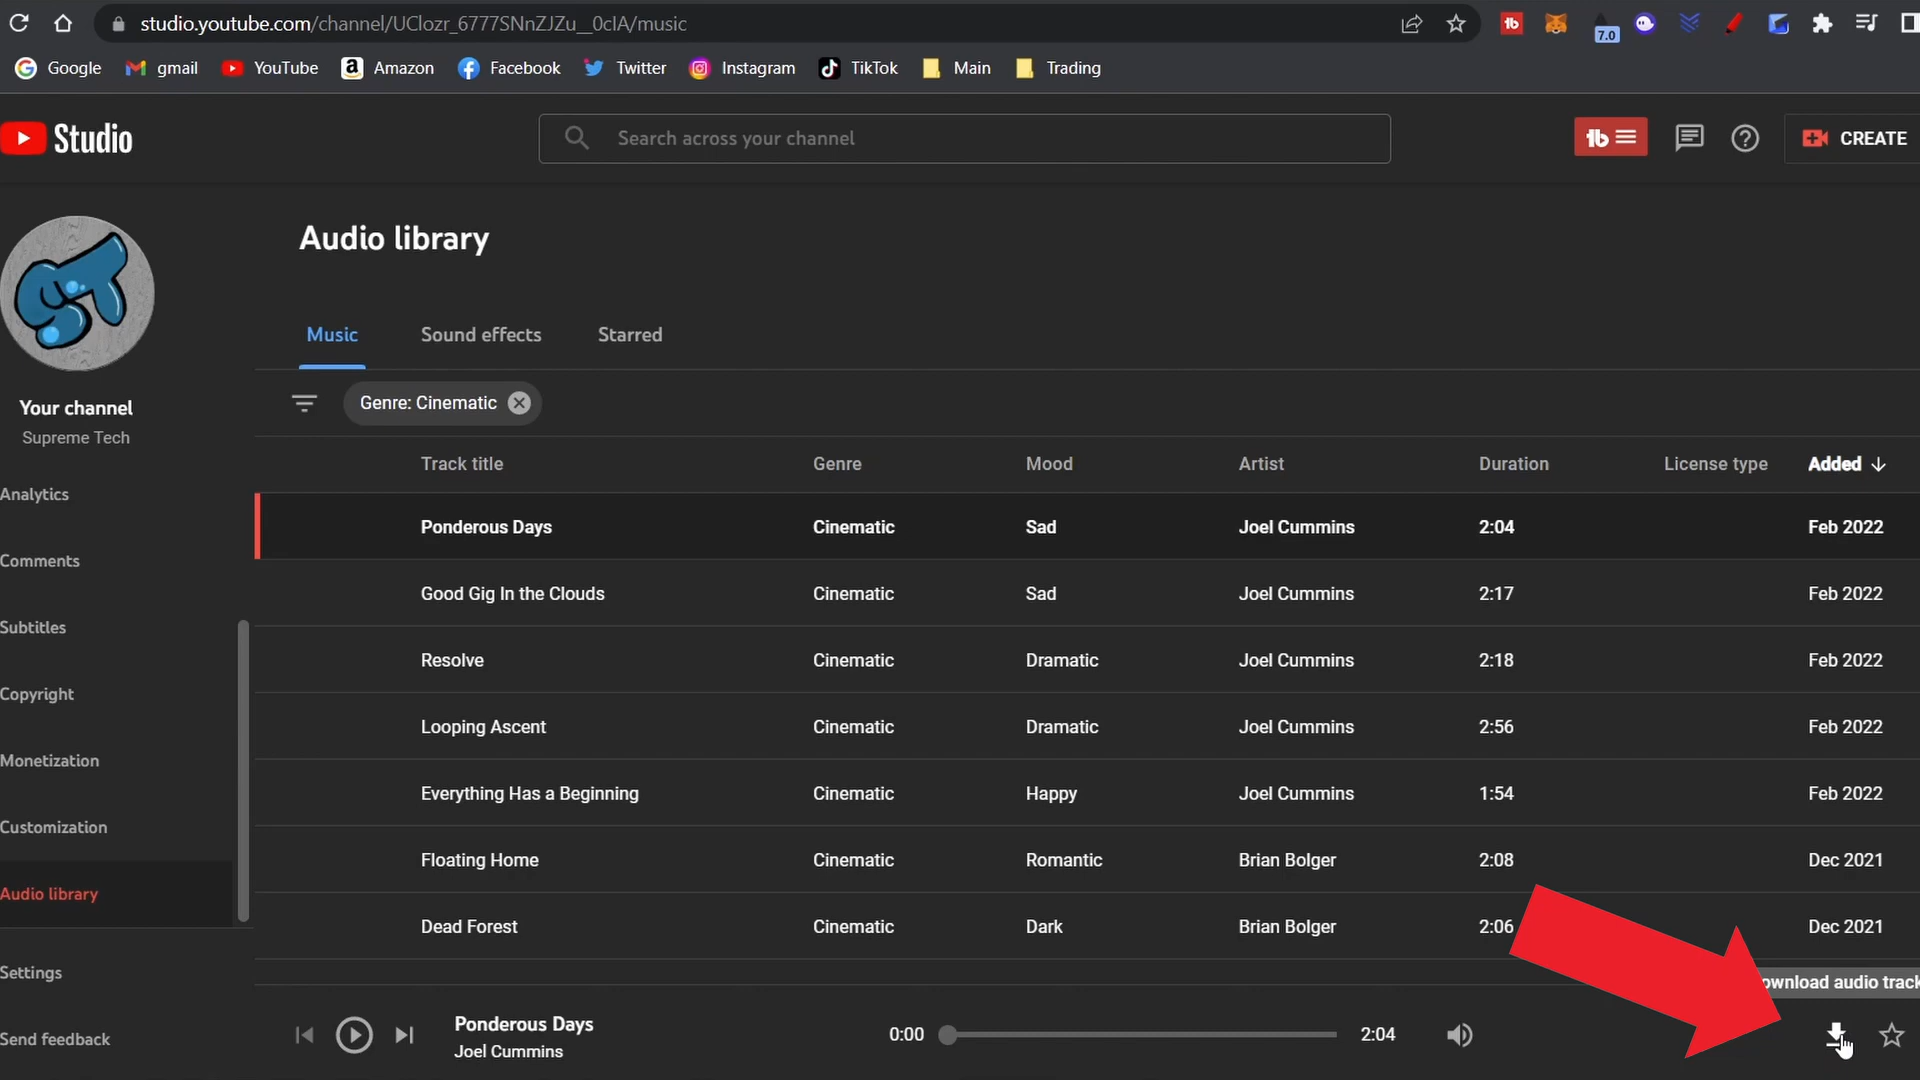 studio.youtube.com/channel/UClozr_6777SNnZJZu__0cIA/music
7.0
Google gmail YouTube Amazon Facebook Twitter Instagram TikTok Main Trading
Studio
Search across your channel
CREATE
Audio library
Music Sound effects Starred
Your channel
Supreme Tech
Genre: Cinematic
Track title Genre Mood Artist Duration License type Added
Ponderous Days Cinematic Sad Joel Cummins 2:04 Feb 2022
Good Gig In the Clouds Cinematic Sad Joel Cummins 2:17 Feb 2022
Resolve Cinematic Dramatic Joel Cummins 2:18 Feb 2022
Looping Ascent Cinematic Dramatic Joel Cummins 2:56 Feb 2022
Everything Has a Beginning Cinematic Happy Joel Cummins 1:54 Feb 2022
Floating Home Cinematic Romantic Brian Bolger 2:08 Dec 2021
Dead Forest Cinematic Dark Brian Bolger 2:06 Dec 2021
Analytics
Comments
Subtitles
Copyright
Monetization
Customization
Audio library
Settings
Send feedback
ownload audio track
Ponderous Days
Joel Cummins
0:00 2:04